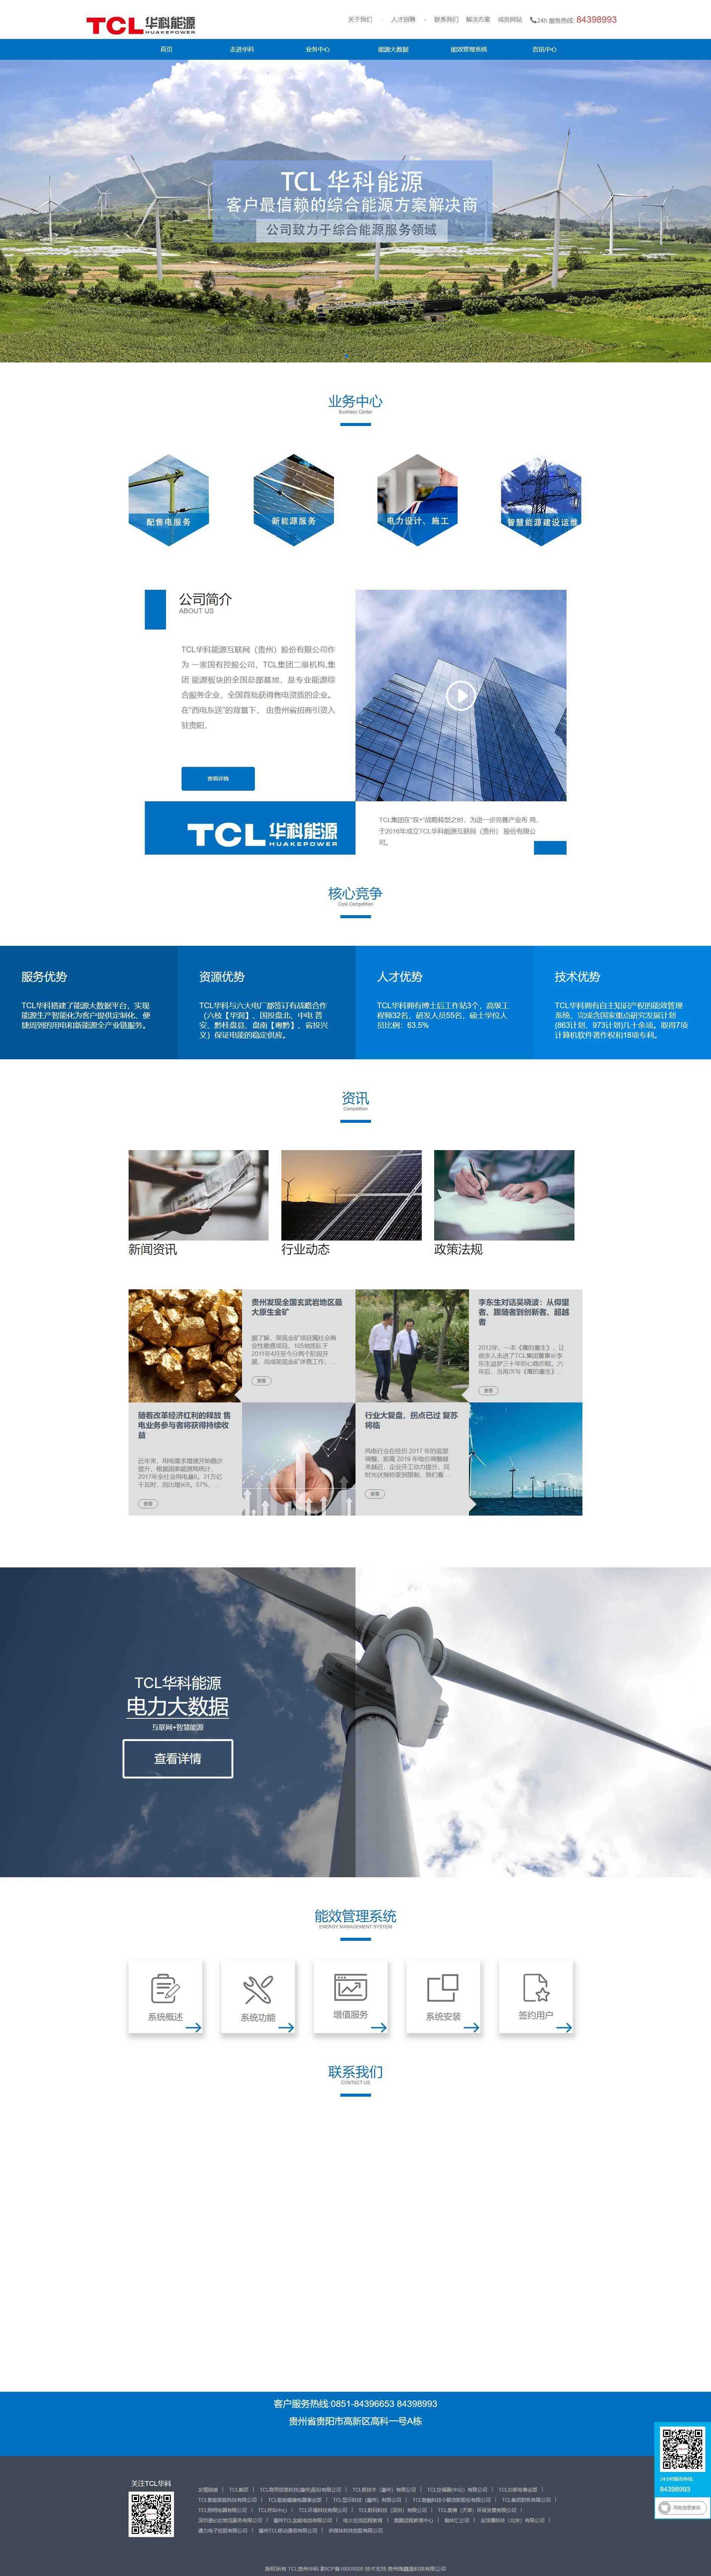 TCL 华科能源
HUAKEPOWER
关于我们 - 人才招聘 - 联系我们 解决方案 成员网站 24h 服务热线: 84398993
首页 走进华科 业务中心 能源大数据 能效管理系统 资讯中心
TCL 华科能源
客户最信赖的综合能源方案解决商
公司致力于综合能源服务领域
业务中心
Business Center
配售电服务 新能源服务 电力设计、施工 智慧能源建设运维
公司简介
ABOUT US
TCL华科能源互联网（贵州）股份有限公司作
为 一家国有控股公司，TCL集团二级机构,集
团 能源板块的全国总部基地，是专业能源综
合服务企业，全国首批获得售电资质的企业。
在“西电东送”的背景下， 由贵州省招商引资入
驻贵阳，
查看详情
TCL 华科能源
HUAKEPOWER
TCL集团在“双+”战略转型之时，为进一步完善产业布 局，
于2016年成立TCL华科能源互联网（贵州） 股份有限公
司。
核心竞争
Core Competition
服务优势
TCL华科搭建了能源大数据平台，实现
能源生产智能化为客户提供定制化、便
捷周到的用电和新能源全产业链服务。
资源优势
TCL华科与六大电厂都签订有战略合作
（六枝【华润】、国投盘北、中电 普
安、黔桂盘县、盘南【粤黔】、省投兴
义）保证电能的稳定供应。
人才优势
TCL华科拥有博士后工作站3个，高级工
程师32名，研发人员55名，硕士学位人
员比例：63.5%
技术优势
TCL华科拥有自主知识产权的能效管理
系统，完成含国家重点研究发展计划
(863计划、973计划)几十余项。取得7项
计算机软件著作权和18项专利。
资讯
Competition
新闻资讯 行业动态 政策法规
贵州发现全国玄武岩地区最
大原生金矿
据了解，架底金矿项目属社会商
业性勘查项目，105地质队于
2011年4月至今分两个阶段开
展，完成架底金矿详查工作，…
查看
李东生对话吴晓波：从仰望
者、跟随者到创新者、超越
者
2012年，一本《鹰的重生》，让
很多人走进了TCL集团董事长李
东生追梦三十年的心路历程。六
年后，当再次与《鹰的重生》…
查看
随着改革经济红利的释放 售
电业务参与者将获得持续收
益
近年来，用电需求增速开始稳步
提升，根据国家能源局统计，
2017年全社会用电量6。31万亿
千瓦时，同比增长6。57%，…
查看
行业大复盘，拐点已过 复苏
将临
风电行业在经历 2017 年的底部
调整，距离 2019 年电价调整越
来越近，企业开工动力提升，同
时光伏指标受到限制，我们看…
查看
TCL华科能源
电力大数据
互联网+智慧能源
查看详情
能效管理系统
ENERGY MANAGEMENT SYSTEM
系统概述 系统功能 增值服务 系统安装 签约用户
联系我们
CONTACT US
客户服务热线:0851-84396653 84398993
贵州省贵阳市高新区高科一号A栋
24小时服务热线:
84398993
关注TCL华科
友情链接 | TCL集团
版权所有 TCL贵州华科 黔ICP备18005000 技术支持